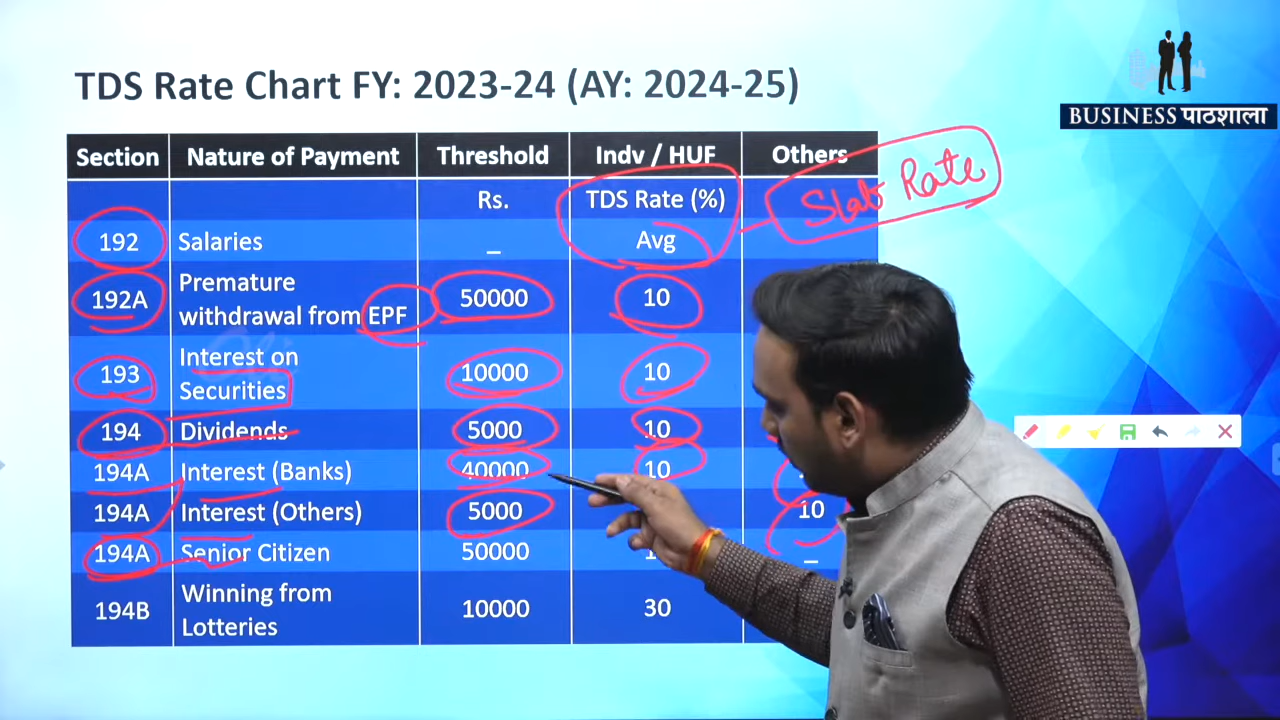 TDS Rate Chart FY: 2023-24 (AY: 2024-25)
BUSINESS पाठशाला
Section Nature of Payment Threshold Indv / HUF Others
Rs. TDS Rate (%)
Slab Rate
192 Salaries _ Avg
192A Premature withdrawal from EPF 50000 10
193 Interest on Securities 10000 10
194 Dividends 5000 10
194A Interest (Banks) 40000 10
194A Interest (Others) 5000 10
194A Senior Citizen 50000 _
194B Winning from Lotteries 10000 30